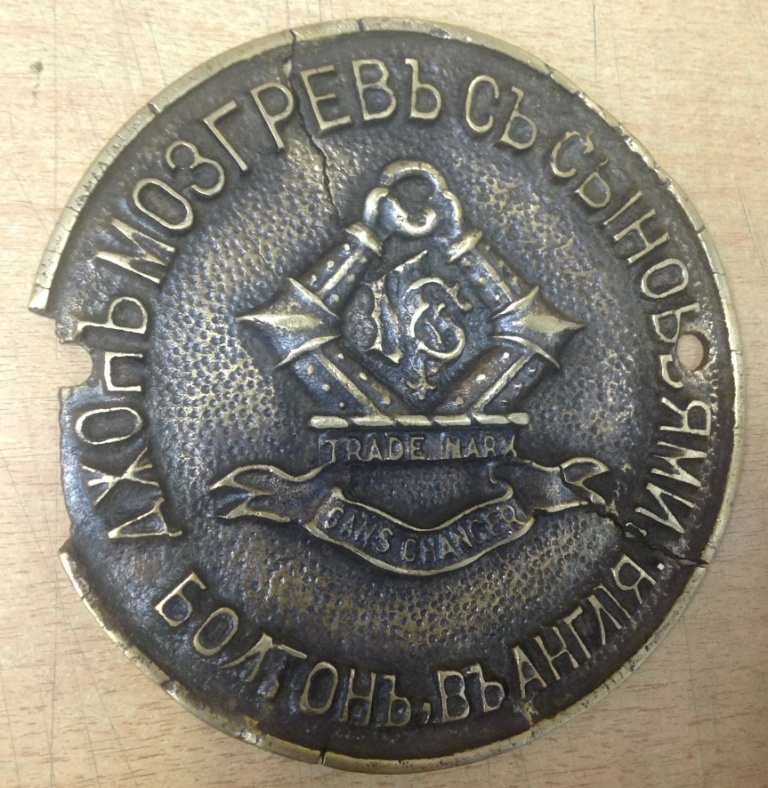 ДЖОНЪ МОЗГРЕВЪ СЪ СЫНОВЬЯМИ,
БОЛТОНЪ, ВЪ АНГЛІЯ.
TRADE MARK
SANS CHANGER